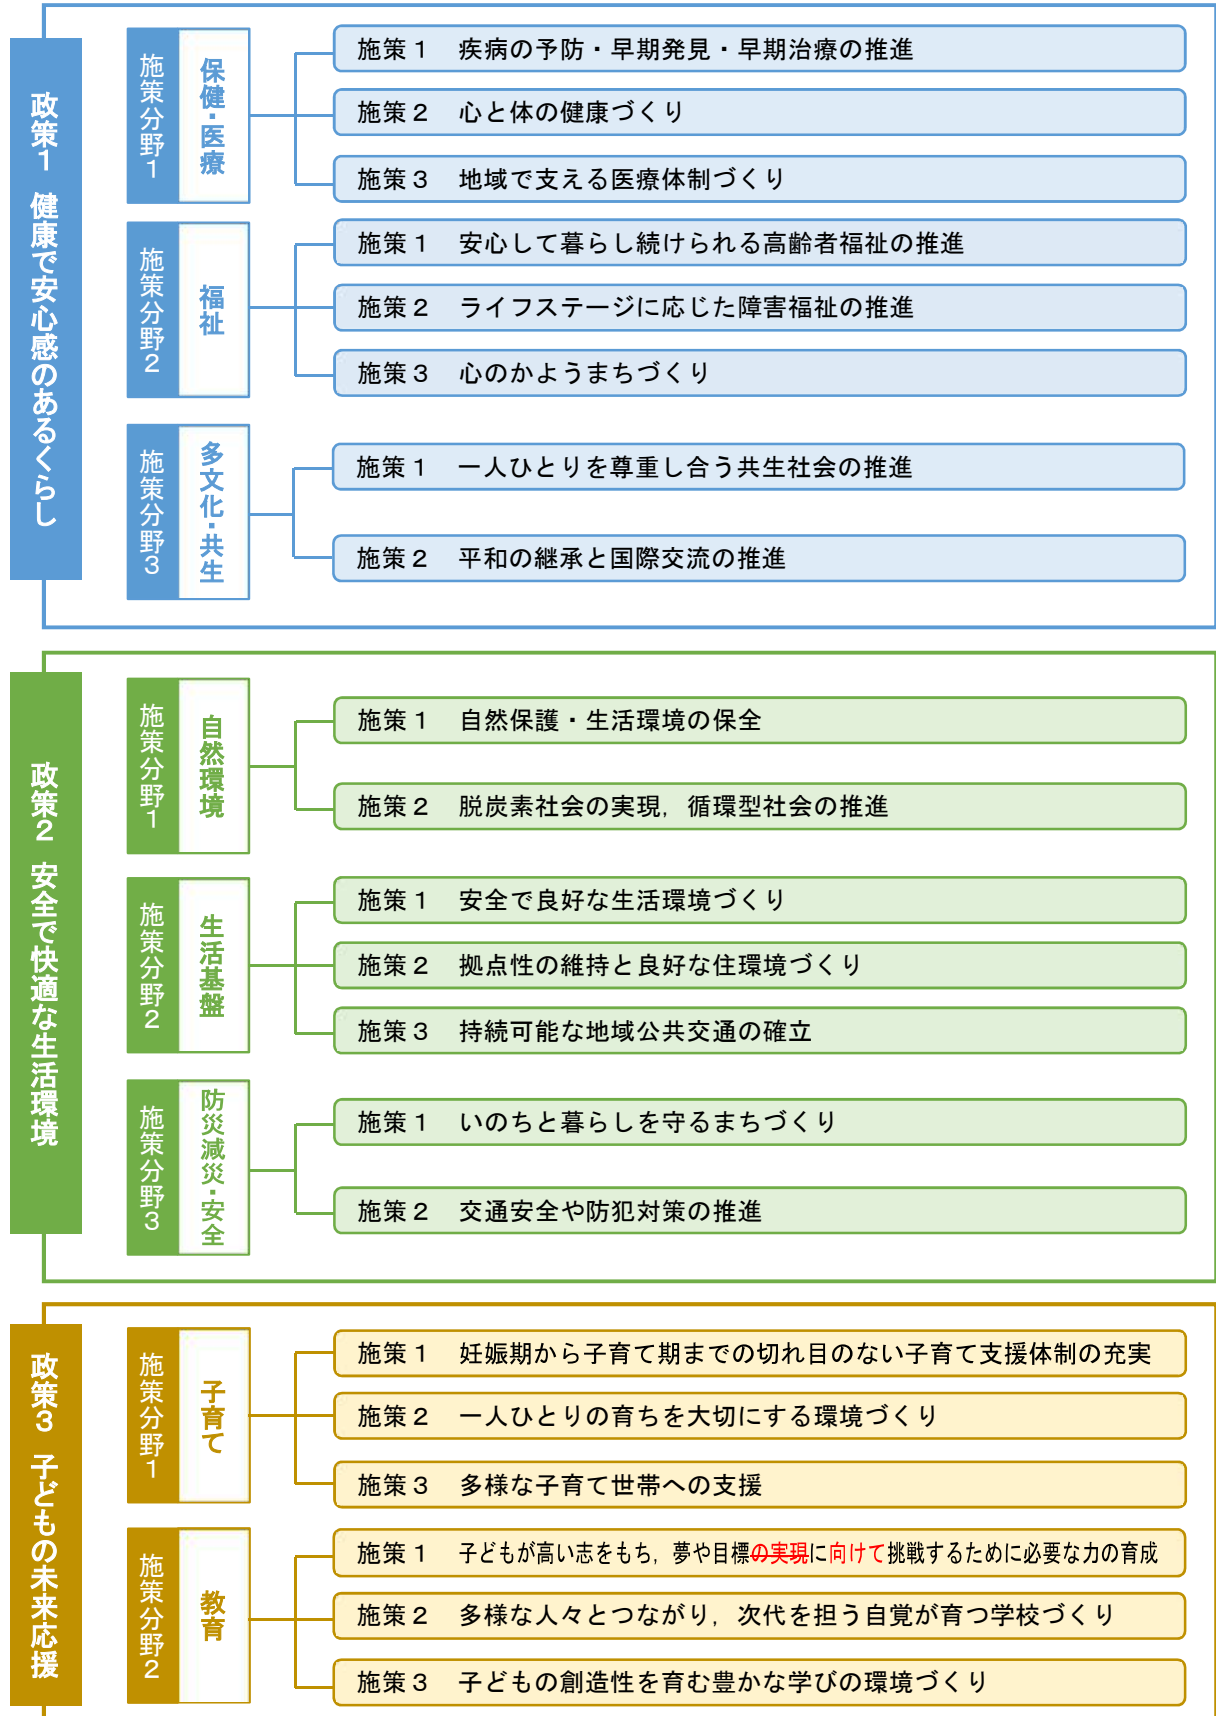 政策1 健康で安心感のあるくらし
施策分野1
保健・医療
施策1 疾病の予防・早期発見・早期治療の推進
施策2 心と体の健康づくり
施策3 地域で支える医療体制づくり
施策分野2
福祉
施策1 安心して暮らし続けられる高齢者福祉の推進
施策2 ライフステージに応じた障害福祉の推進
施策3 心のかようまちづくり
施策分野3
多文化・共生
施策1 一人ひとりを尊重し合う共生社会の推進
施策2 平和の継承と国際交流の推進
政策2 安全で快適な生活環境
施策分野1
自然環境
施策1 自然保護・生活環境の保全
施策2 脱炭素社会の実現，循環型社会の推進
施策分野2
生活基盤
施策1 安全で良好な生活環境づくり
施策2 拠点性の維持と良好な住環境づくり
施策3 持続可能な地域公共交通の確立
施策分野3
防災減災・安全
施策1 いのちと暮らしを守るまちづくり
施策2 交通安全や防犯対策の推進
政策3 子どもの未来応援
施策分野1
子育て
施策1 妊娠期から子育て期までの切れ目のない子育て支援体制の充実
施策2 一人ひとりの育ちを大切にする環境づくり
施策3 多様な子育て世帯への支援
施策分野2
教育
施策1 子どもが高い志をもち，夢や目標の実現に向けて挑戦するために必要な力の育成
施策2 多様な人々とつながり，次代を担う自覚が育つ学校づくり
施策3 子どもの創造性を育む豊かな学びの環境づくり